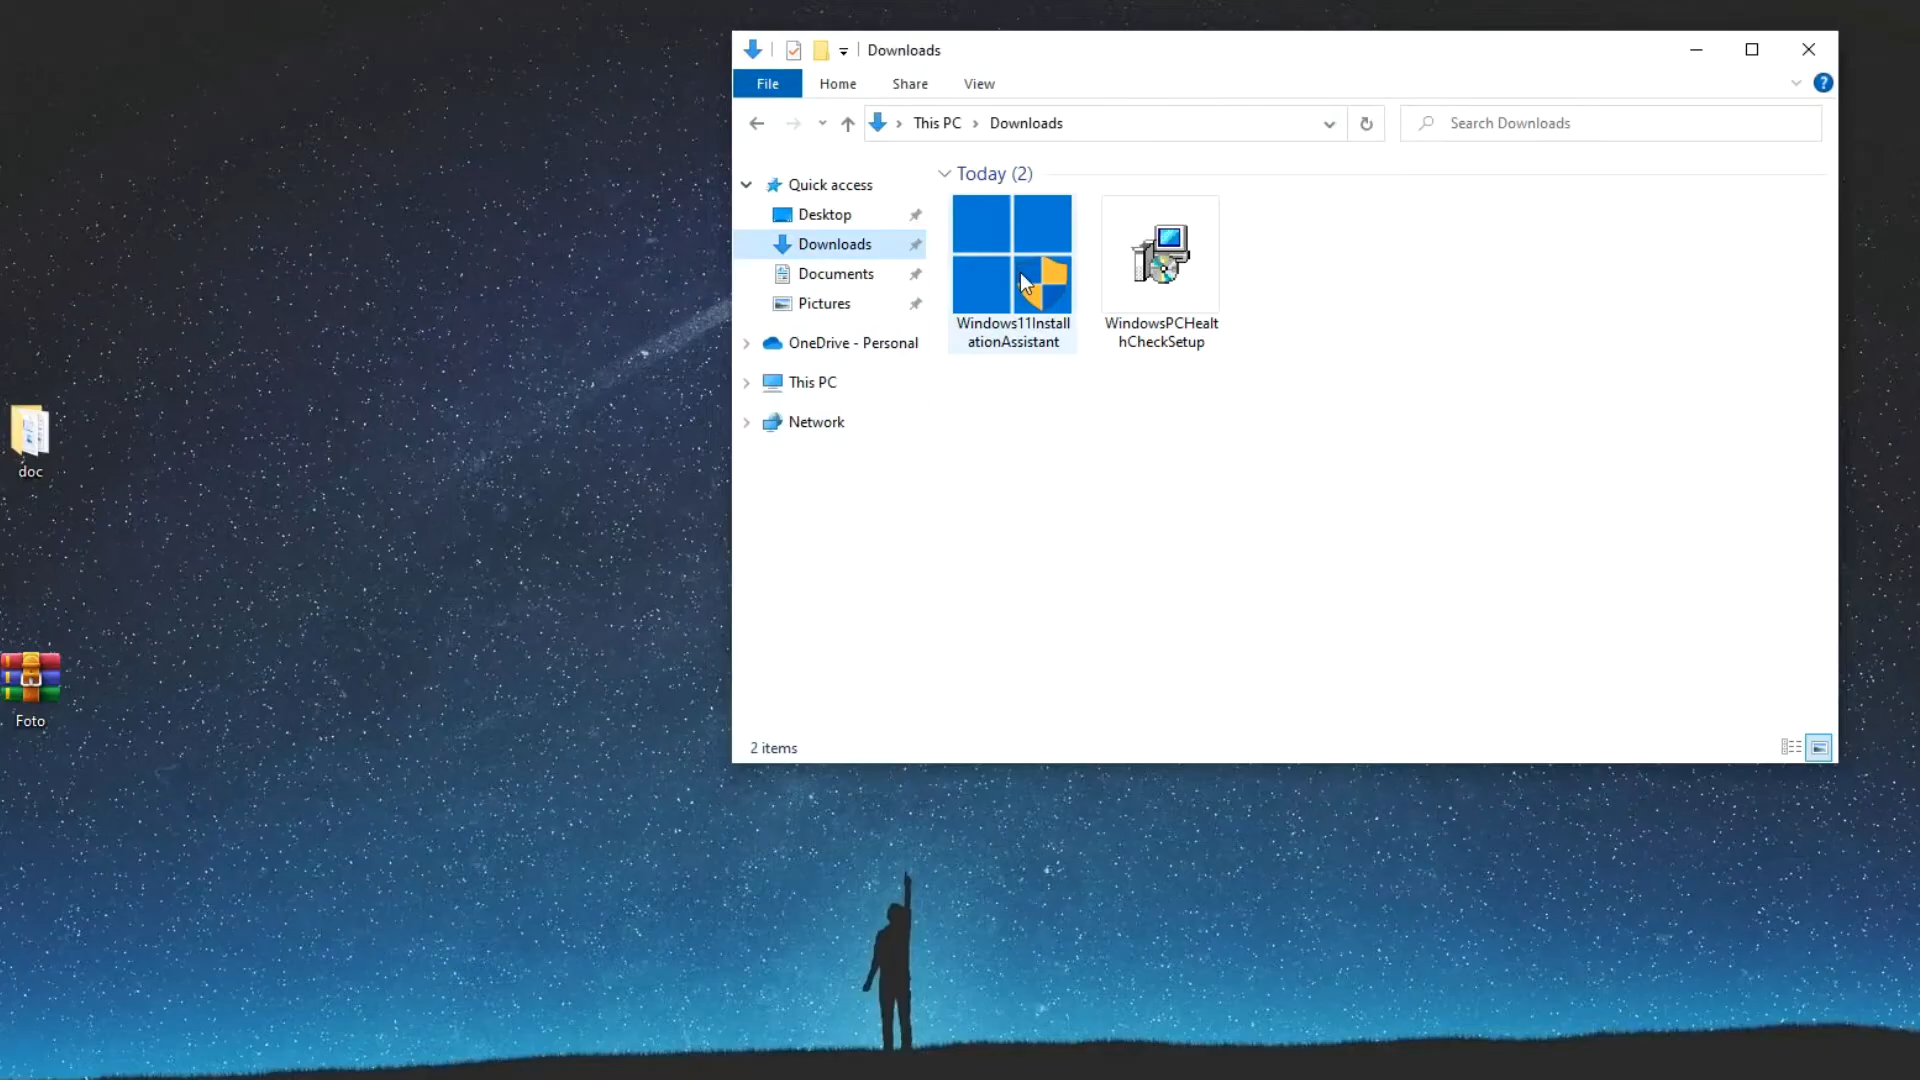 Downloads
File Home Share View
This PC Downloads
Search Downloads
Quick access
Desktop
Downloads
Documents
Pictures
OneDrive - Personal
This PC
Network
Today (2)
Windows11Install
ationAssistant
WindowsPCHealt
hCheckSetup
2 items
doc
Foto